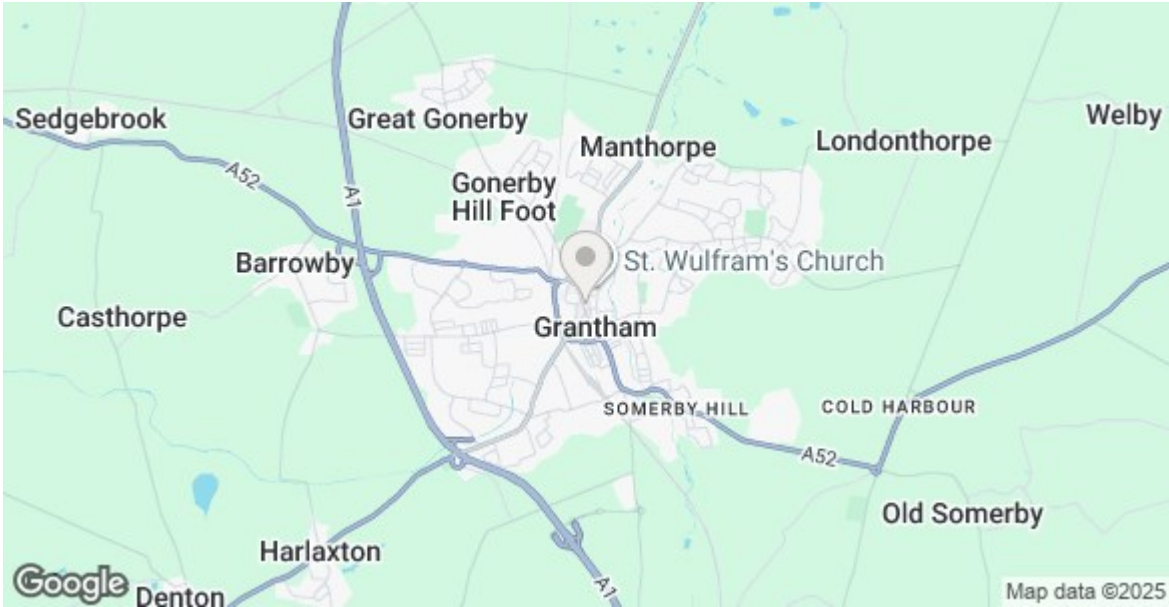 Sedgebrook
Great Gonerby
Welby
Manthorpe
Londonthorpe
A52
A1
Gonerby
Hill Foot
Barrowby
St. Wulfram's Church
Casthorpe
Grantham
SOMERBY HILL
COLD HARBOUR
A52
Old Somerby
Harlaxton
A1
Google
Denton
Map data ©2025